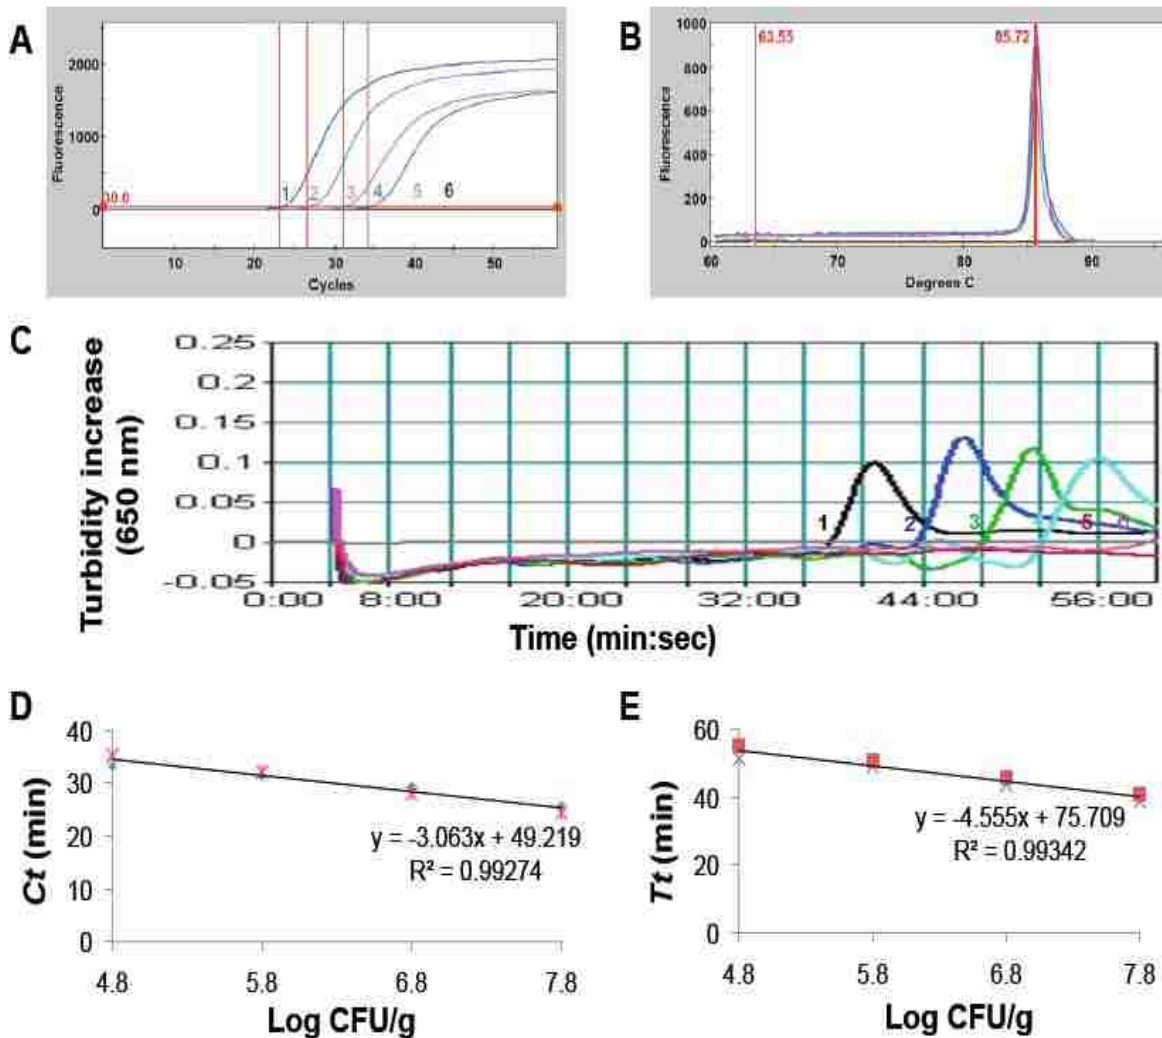 A
Fluorescence
2000
1000
0
30.0
1 2 3 4 5 6
10 20 30 40 50
Cycles
B
Fluorescence
1000
800
600
400
200
0
63.55 85.72
60 70 80 90
Degrees C
C
Turbidity increase
(650 nm)
0.25
0.2
0.15
0.1
0.05
0
-0.05
1 2 3 5
0:00 8:00 20:00 32:00 44:00 56:00
Time (min:sec)
D
Ct (min)
40
30
20
10
0
y = -3.063x + 49.219
R² = 0.99274
4.8 5.8 6.8 7.8
Log CFU/g
E
Tt (min)
60
40
20
0
y = -4.555x + 75.709
R² = 0.99342
4.8 5.8 6.8 7.8
Log CFU/g